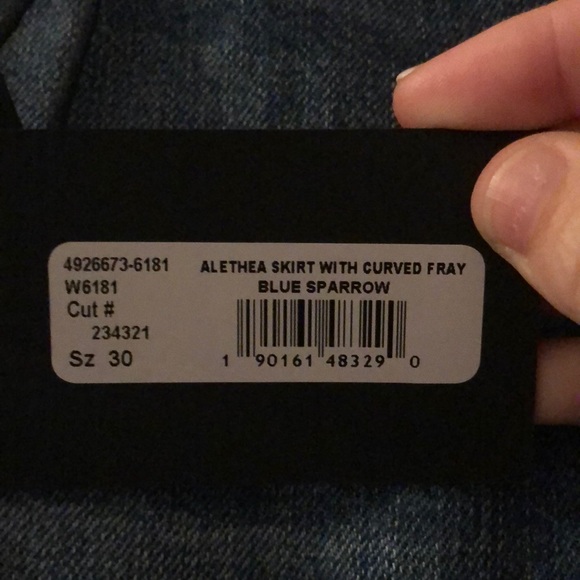 4926673-6181
W6181
Cut #
234321
Sz 30
ALETHEA SKIRT WITH CURVED FRAY
BLUE SPARROW
1 90161 48329 0